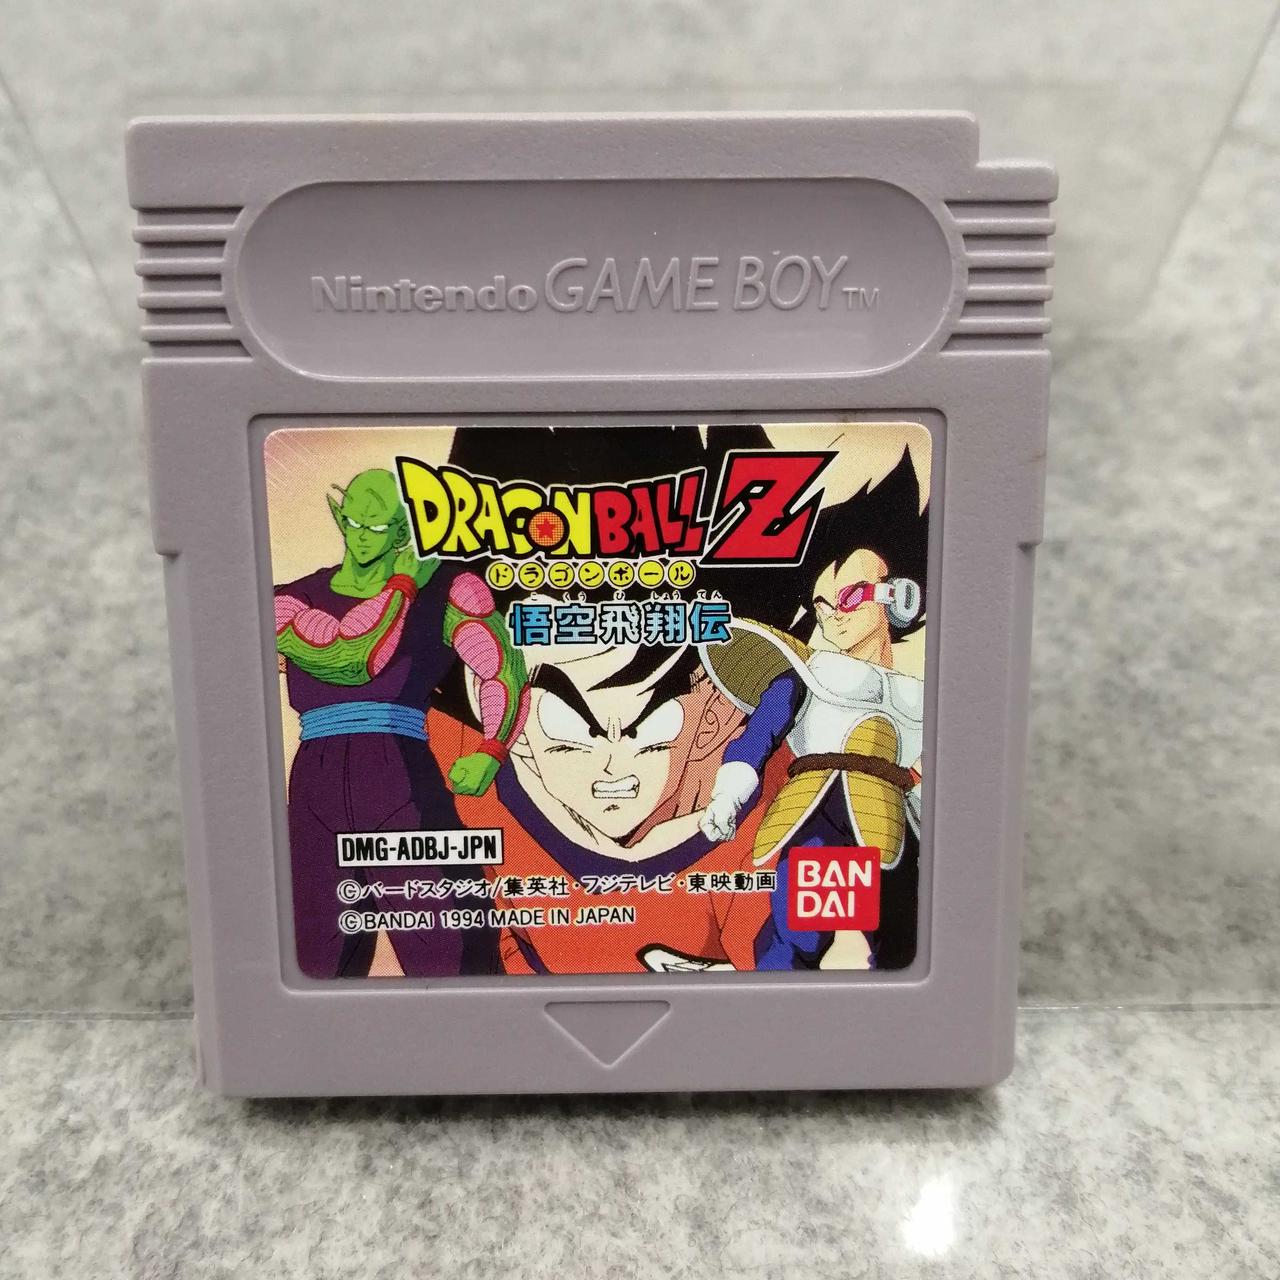 Nintendo GAME BOY TM
DRAGON BALL Z
ドラゴンボール
ごくうひしょうでん
悟空飛翔伝
DMG-ADBJ-JPN
©バードスタジオ/集英社・フジテレビ・東映動画
©BANDAI 1994 MADE IN JAPAN
BAN
DAI